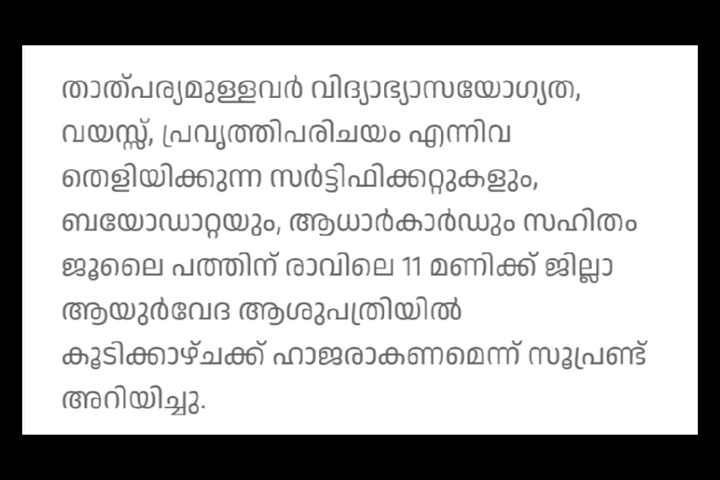 താത്പര്യമുള്ളവർ വിദ്യാഭ്യാസയോഗ്യത,
വയസ്സ്, പ്രവൃത്തിപരിചയം എന്നിവ
തെളിയിക്കുന്ന സർട്ടിഫിക്കറ്റുകളും,
ബയോഡാറ്റയും, ആധാർകാർഡും സഹിതം
ജൂലൈ പത്തിന് രാവിലെ 11 മണിക്ക് ജില്ലാ
ആയുർവേദ ആശുപത്രിയിൽ
കൂടിക്കാഴ്ചക്ക് ഹാജരാകണമെന്ന് സൂപ്രണ്ട്
അറിയിച്ചു.